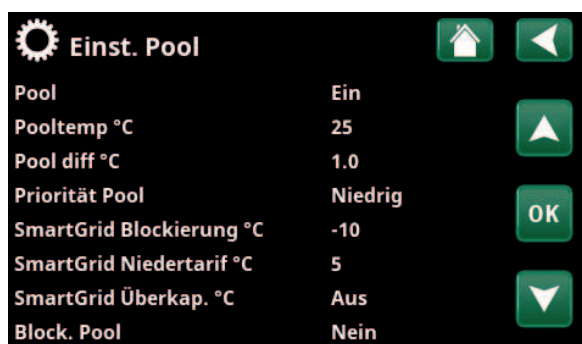 Einst. Pool
Pool Ein
Pooltemp °C 25
Pool diff °C 1.0
Priorität Pool Niedrig
SmartGrid Blockierung °C -10
OK
SmartGrid Niedertarif °C 5
SmartGrid Überkap. °C Aus
Block. Pool Nein